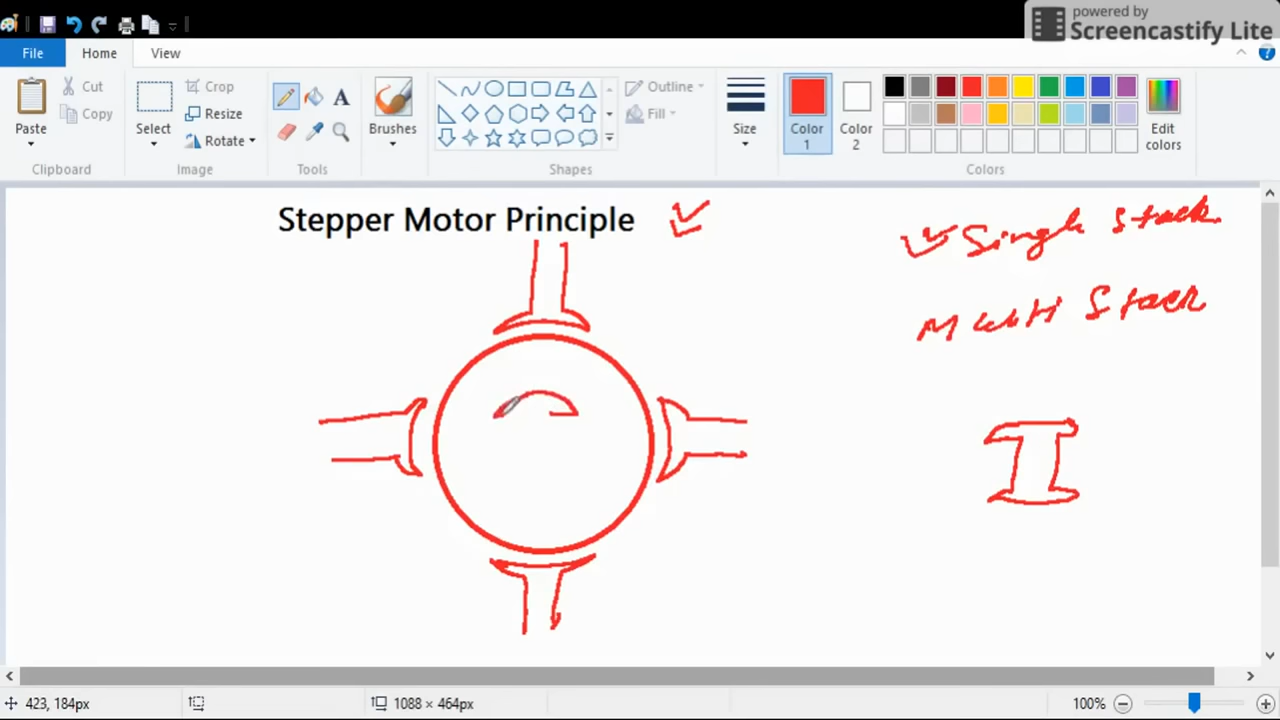 powered by
Screencastify Lite
File
Home
View
Paste
Cut
Copy
Clipboard
Select
Crop
Resize
Rotate
Image
A
Tools
Brushes
Shapes
Outline
Fill
Size
Color 1
Color 2
Edit colors
Colors
Stepper Motor Principle
Single Stack
Multi Stack
423, 184px
1088 × 464px
100%